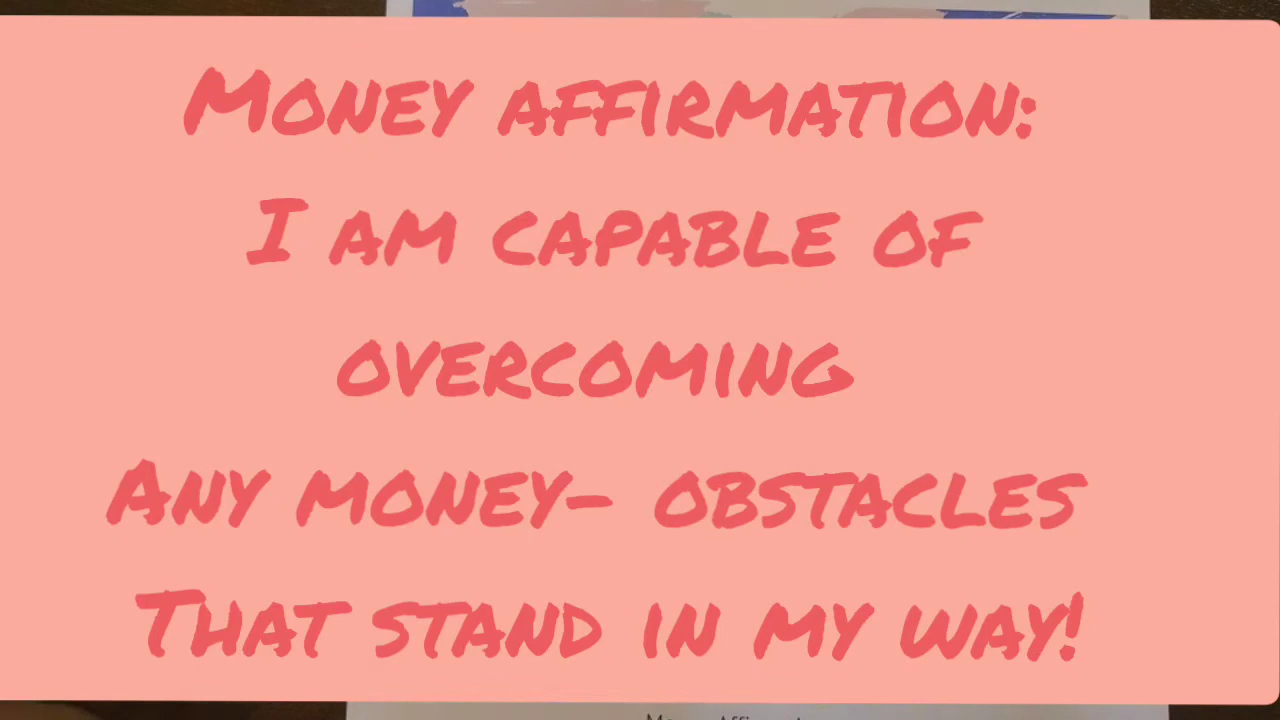 Money affirmation:
I am capable of
overcoming
Any money- obstacles
That stand in my way!